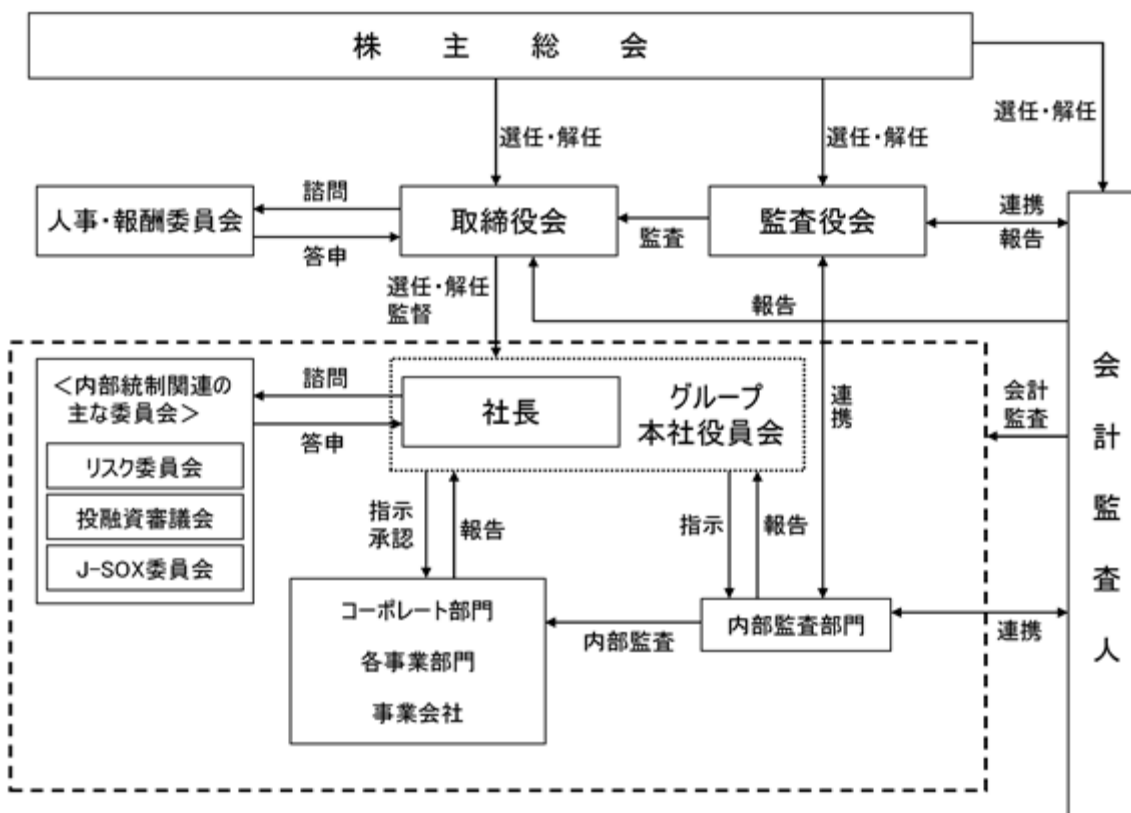 株主総会
選任・解任
選任・解任
選任・解任
人事・報酬委員会
諮問
答申
取締役会
監査
監査役会
連携
報告
選任・解任
監督
報告
会計監査人
<内部統制関連の
主な委員会>
リスク委員会
投融資審議会
J-SOX委員会
諮問
答申
社長
グループ
本社役員会
連携
会計
監査
指示
承認
報告
指示
報告
コーポレート部門
各事業部門
事業会社
内部監査
内部監査部門
連携